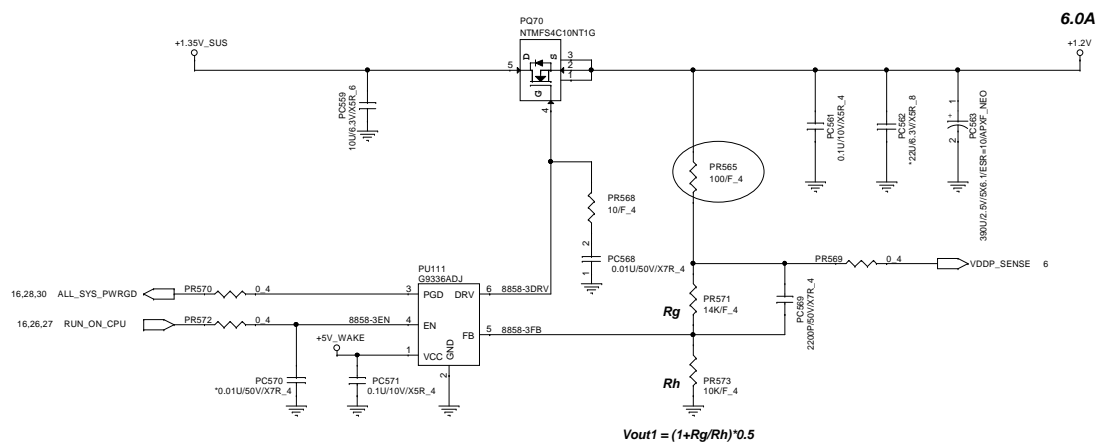 6.0A
PQ70
NTMFS4C10NT1G
+1.35V_SUS
+1.2V
5
D
S
3
2
1
G
4
PC559
10U/6.3V/X5R_6
PC561
0.1U/10V/X5R_4
PC562
*22U/6.3V/X5R_8
1
+
2
PC563
390U/2.5V/5X6.1/ESR=10/APXF_NEO
PR565
100/F_4
PR568
10/F_4
2
1
PC568
0.01U/50V/X7R_4
PR569
0_4
VDDP_SENSE
6
PU111
G9336ADJ
16,28,30
ALL_SYS_PWRGD
PR570
0_4
3
PGD
DRV
6
8858-3DRV
Rg
PR571
14K/F_4
PC569
2200P/50V/X7R_4
16,26,27
RUN_ON_CPU
PR572
0_4
8858-3EN
4
EN
FB
5
8858-3FB
+5V_WAKE
1
VCC
GND
2
PC570
*0.01U/50V/X7R_4
PC571
0.1U/10V/X5R_4
Rh
PR573
10K/F_4
Vout1 = (1+Rg/Rh)*0.5